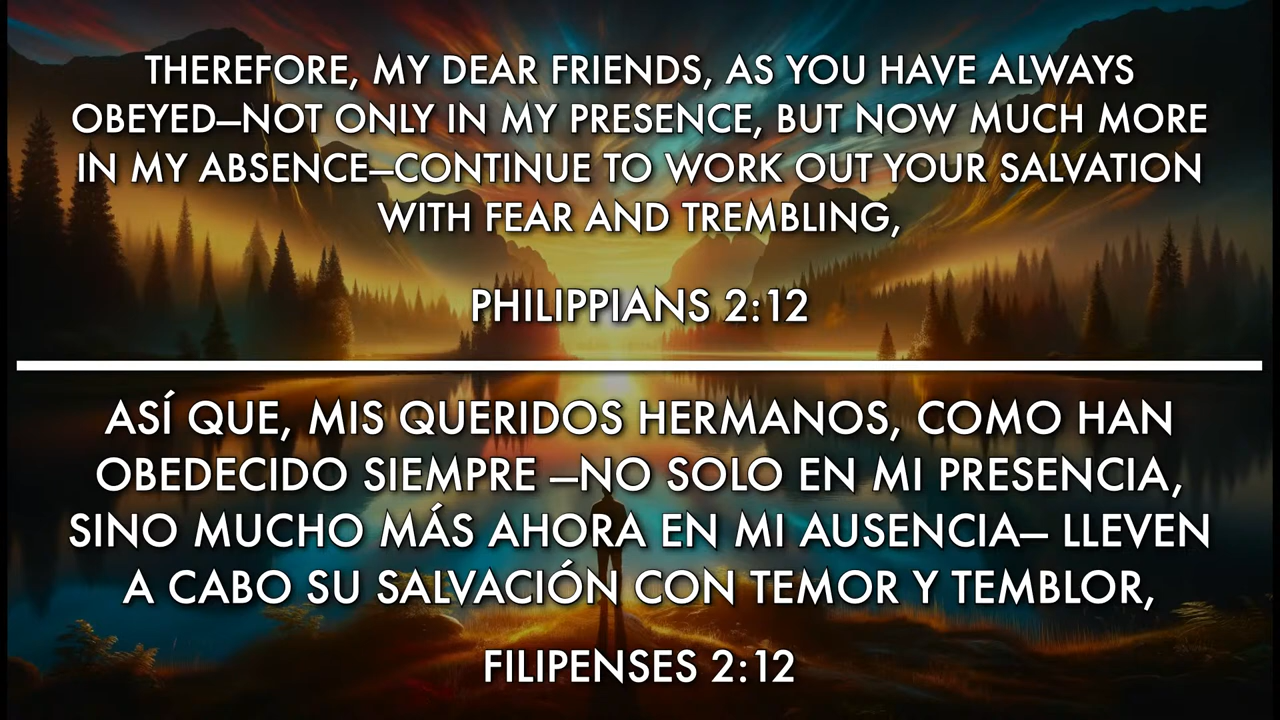 THEREFORE, MY DEAR FRIENDS, AS YOU HAVE ALWAYS
OBEYED—NOT ONLY IN MY PRESENCE, BUT NOW MUCH MORE
IN MY ABSENCE—CONTINUE TO WORK OUT YOUR SALVATION
WITH FEAR AND TREMBLING,
PHILIPPIANS 2:12
ASÍ QUE, MIS QUERIDOS HERMANOS, COMO HAN
OBEDECIDO SIEMPRE —NO SOLO EN MI PRESENCIA,
SINO MUCHO MÁS AHORA EN MI AUSENCIA— LLEVEN
A CABO SU SALVACIÓN CON TEMOR Y TEMBLOR,
FILIPENSES 2:12